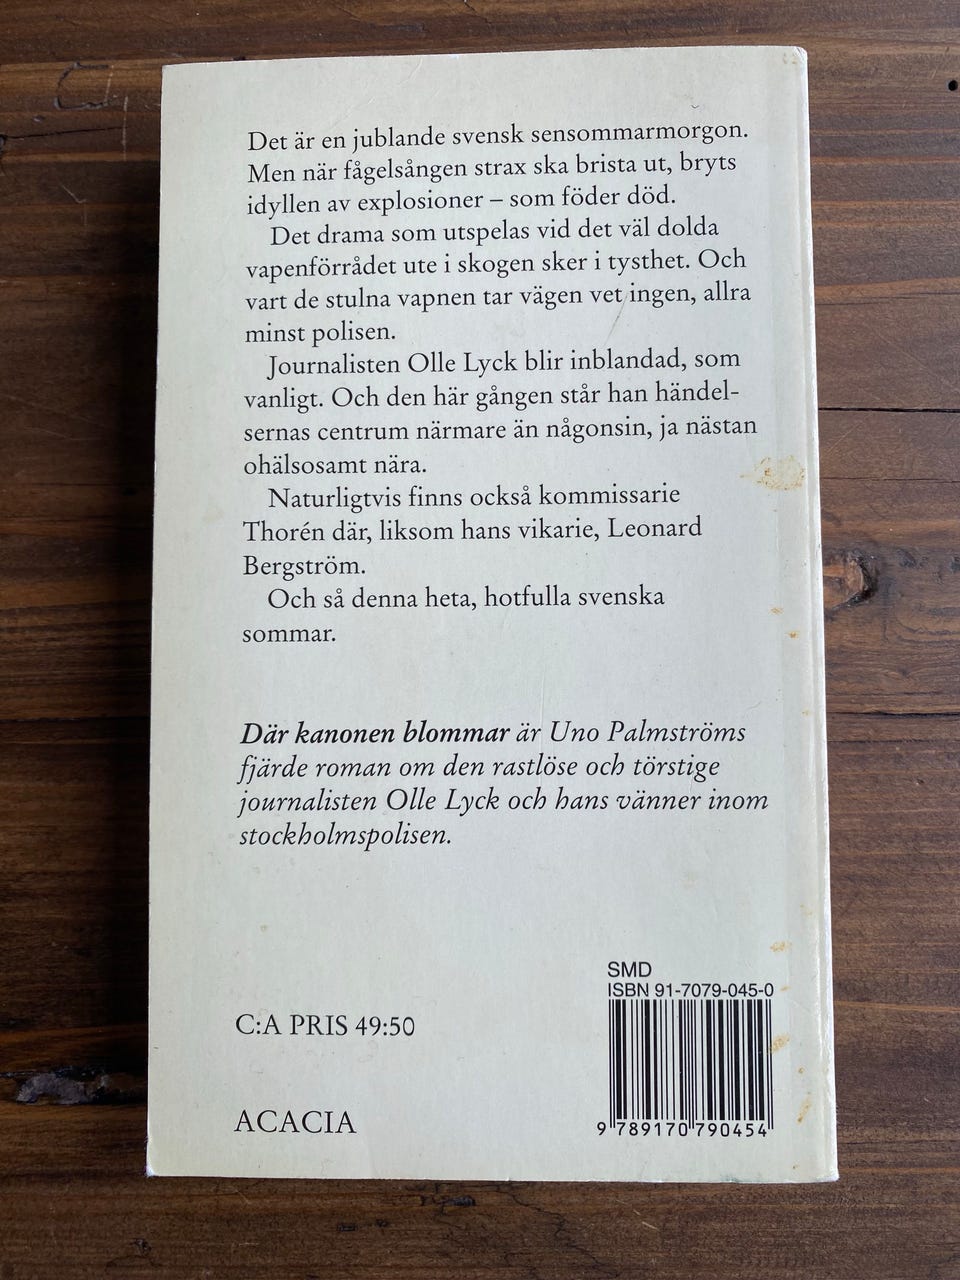 Det är en jublande svensk sensommarmorgon.
Men när fågelsången strax ska brista ut, bryts
idyllen av explosioner – som föder död.
Det drama som utspelas vid det väl dolda
vapenförrådet ute i skogen sker i tysthet. Och
vart de stulna vapnen tar vägen vet ingen, allra
minst polisen.
Journalisten Olle Lyck blir inblandad, som
vanligt. Och den här gången står han händel-
sernas centrum närmare än någonsin, ja nästan
ohälsosamt nära.
Naturligtvis finns också kommissarie
Thorén där, liksom hans vikarie, Leonard
Bergström.
Och så denna heta, hotfulla svenska
sommar.
Där kanonen blommar är Uno Palmströms
fjärde roman om den rastlöse och törstige
journalisten Olle Lyck och hans vänner inom
stockholmspolisen.
SMD
ISBN 91-7079-045-0
C:A PRIS 49:50
ACACIA
9 789170 790454